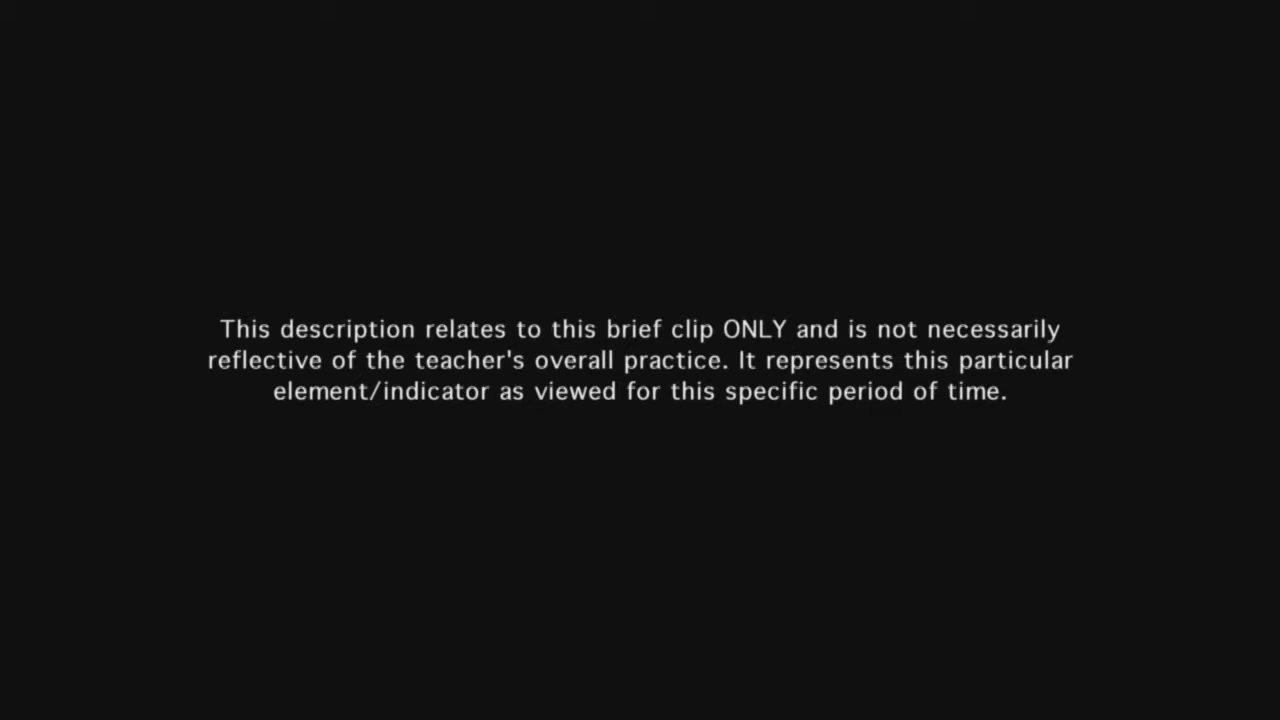 This description relates to this brief clip ONLY and is not necessarily
reflective of the teacher's overall practice. It represents this particular
element/indicator as viewed for this specific period of time.